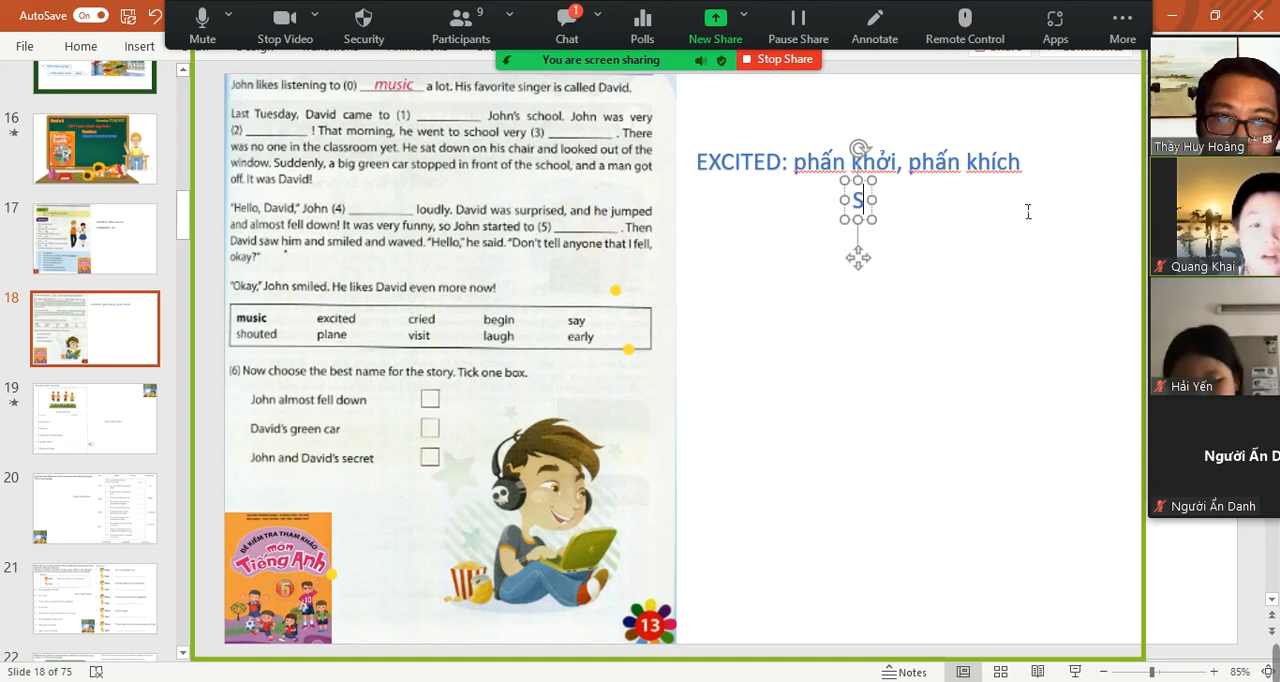 AutoSave On
File Home Insert
Mute Stop Video Security Participants 9 Chat 1 Polls New Share Pause Share Annotate Remote Control Apps More
You are screen sharing Stop Share
16
17
18
19
20
21
22
John likes listening to (0) music a lot. His favorite singer is called David.
Last Tuesday, David came to (1) __________ John's school. John was very
(2) __________ ! That morning, he went to school very (3) __________ . There
was no one in the classroom yet. He sat down on his chair and looked out of the
window. Suddenly, a big green car stopped in front of the school, and a man got
off. It was David!
“Hello, David,” John (4) __________ loudly. David was surprised, and he jumped
and almost fell down! It was very funny, so John started to (5) __________ . Then
David saw him and smiled and waved. “Hello,” he said. “Don't tell anyone that I fell,
okay?”
“Okay,” John smiled. He likes David even more now!
music excited cried begin say
shouted plane visit laugh early
(6) Now choose the best name for the story. Tick one box.
John almost fell down
David's green car
John and David's secret
ĐỀ KIỂM TRA THAM KHẢO
môn
Tiếng Anh
5
13
EXCITED: phấn khởi, phấn khích
S
Thầy Huy Hoàng
Quang Khai
Hải Yến
Người Ẩn D
Người Ẩn Danh
Slide 18 of 75
Notes
85%